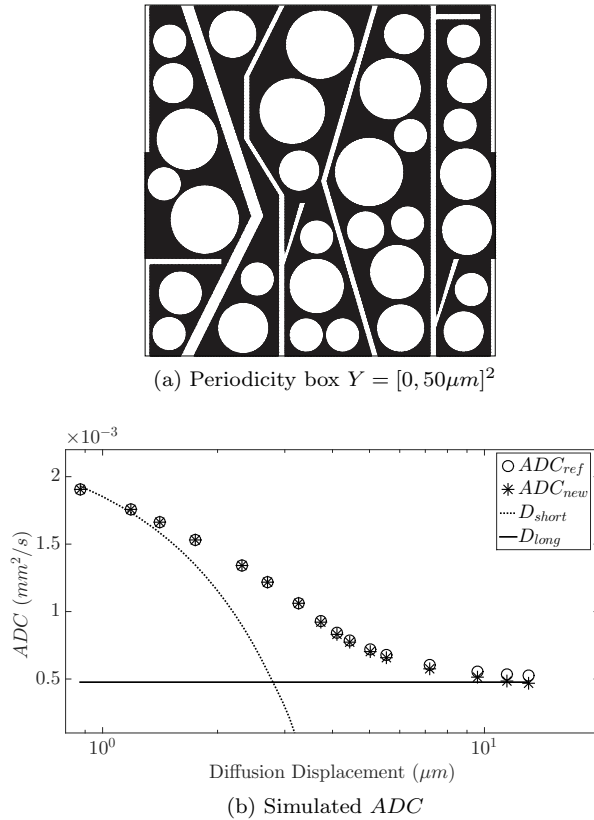 (a) Periodicity box Y = [0, 50μm]²
×10⁻³
2
1.5
1
0.5
ADC (mm²/s)
ADC_ref
ADC_new
D_short
D_long
10⁰
10¹
Diffusion Displacement (μm)
(b) Simulated ADC